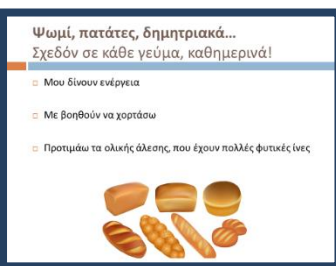 Ψωμί, πατάτες, δημητριακά...
Σχεδόν σε κάθε γεύμα, καθημερινά!
Μου δίνουν ενέργεια
Με βοηθούν να χορτάσω
Προτιμάω τα ολικής άλεσης, που έχουν πολλές φυτικές ίνες